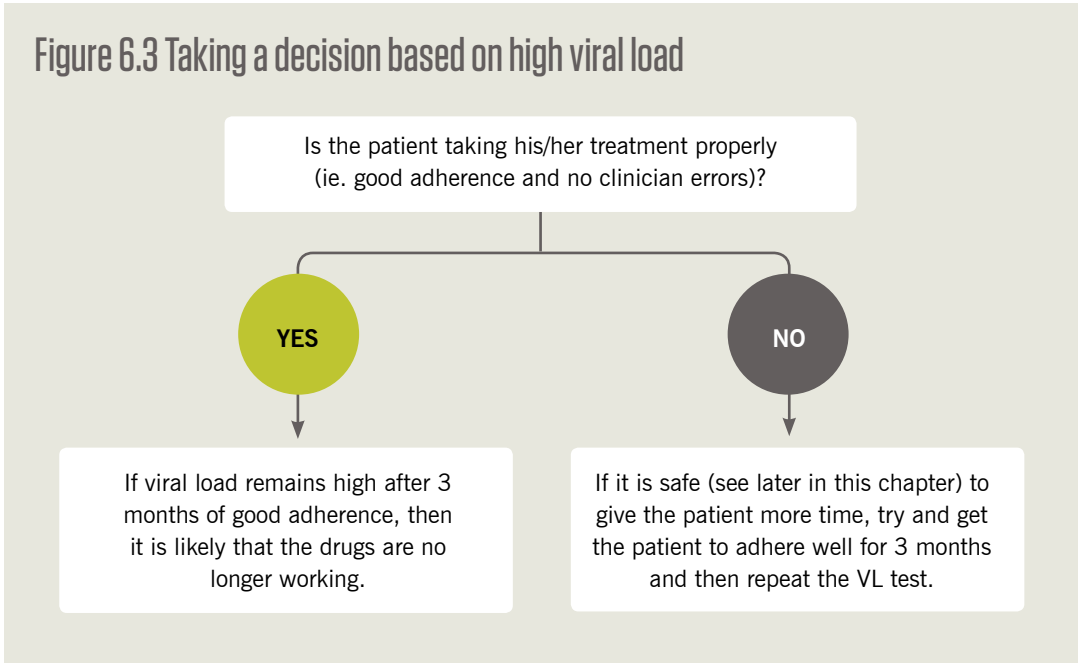 Figure 6.3 Taking a decision based on high viral load
Is the patient taking his/her treatment properly
(ie. good adherence and no clinician errors)?
YES
NO
If viral load remains high after 3
months of good adherence, then
it is likely that the drugs are no
longer working.
If it is safe (see later in this chapter) to
give the patient more time, try and get
the patient to adhere well for 3 months
and then repeat the VL test.